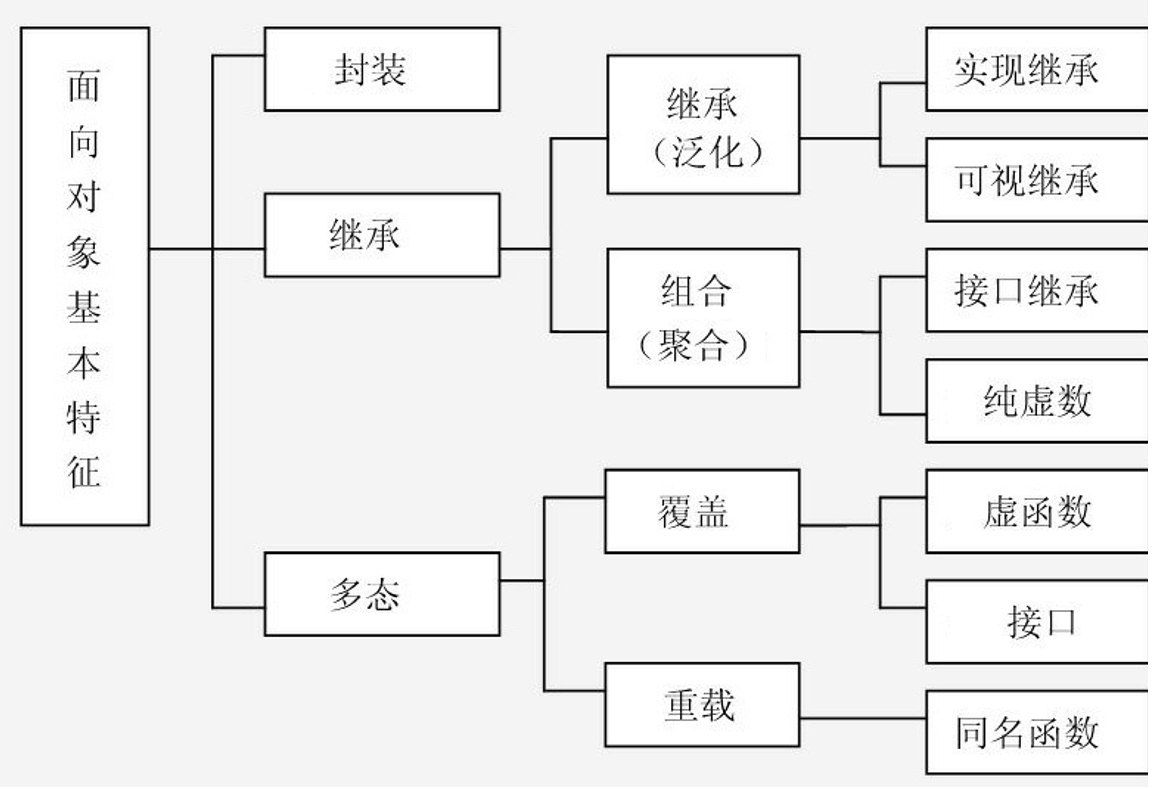 面向对象基本特征
封装
继承
多态
继承
（泛化）
组合
（聚合）
覆盖
重载
实现继承
可视继承
接口继承
纯虚数
虚函数
接口
同名函数